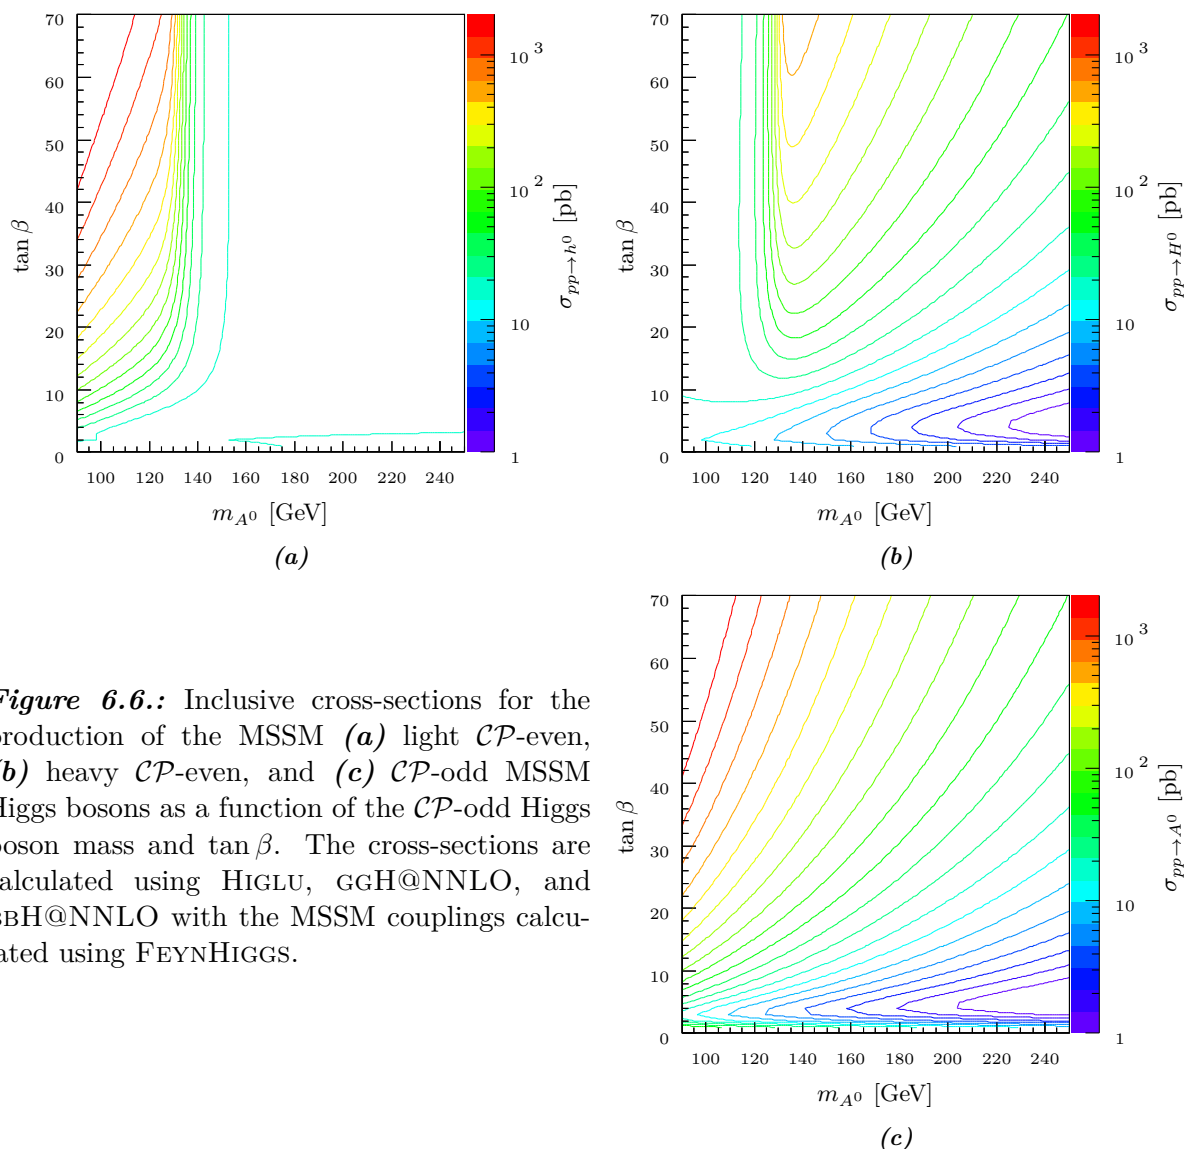 70
60
50
40
30
20
10
0
tan β
100 120 140 160 180 200 220 240
m_{A^0} [GeV]
10^3
10^2
10
1
σ_{pp→h^0} [pb]
(a)
70
60
50
40
30
20
10
0
tan β
100 120 140 160 180 200 220 240
m_{A^0} [GeV]
10^3
10^2
10
1
σ_{pp→H^0} [pb]
(b)
70
60
50
40
30
20
10
0
tan β
100 120 140 160 180 200 220 240
m_{A^0} [GeV]
10^3
10^2
10
1
σ_{pp→A^0} [pb]
(c)
Figure 6.6.: Inclusive cross-sections for the
production of the MSSM (a) light CP-even,
(b) heavy CP-even, and (c) CP-odd MSSM
Higgs bosons as a function of the CP-odd Higgs
boson mass and tan β. The cross-sections are
calculated using HIGLU, GGH@NNLO, and
BBH@NNLO with the MSSM couplings calcu-
lated using FEYNHIGGS.